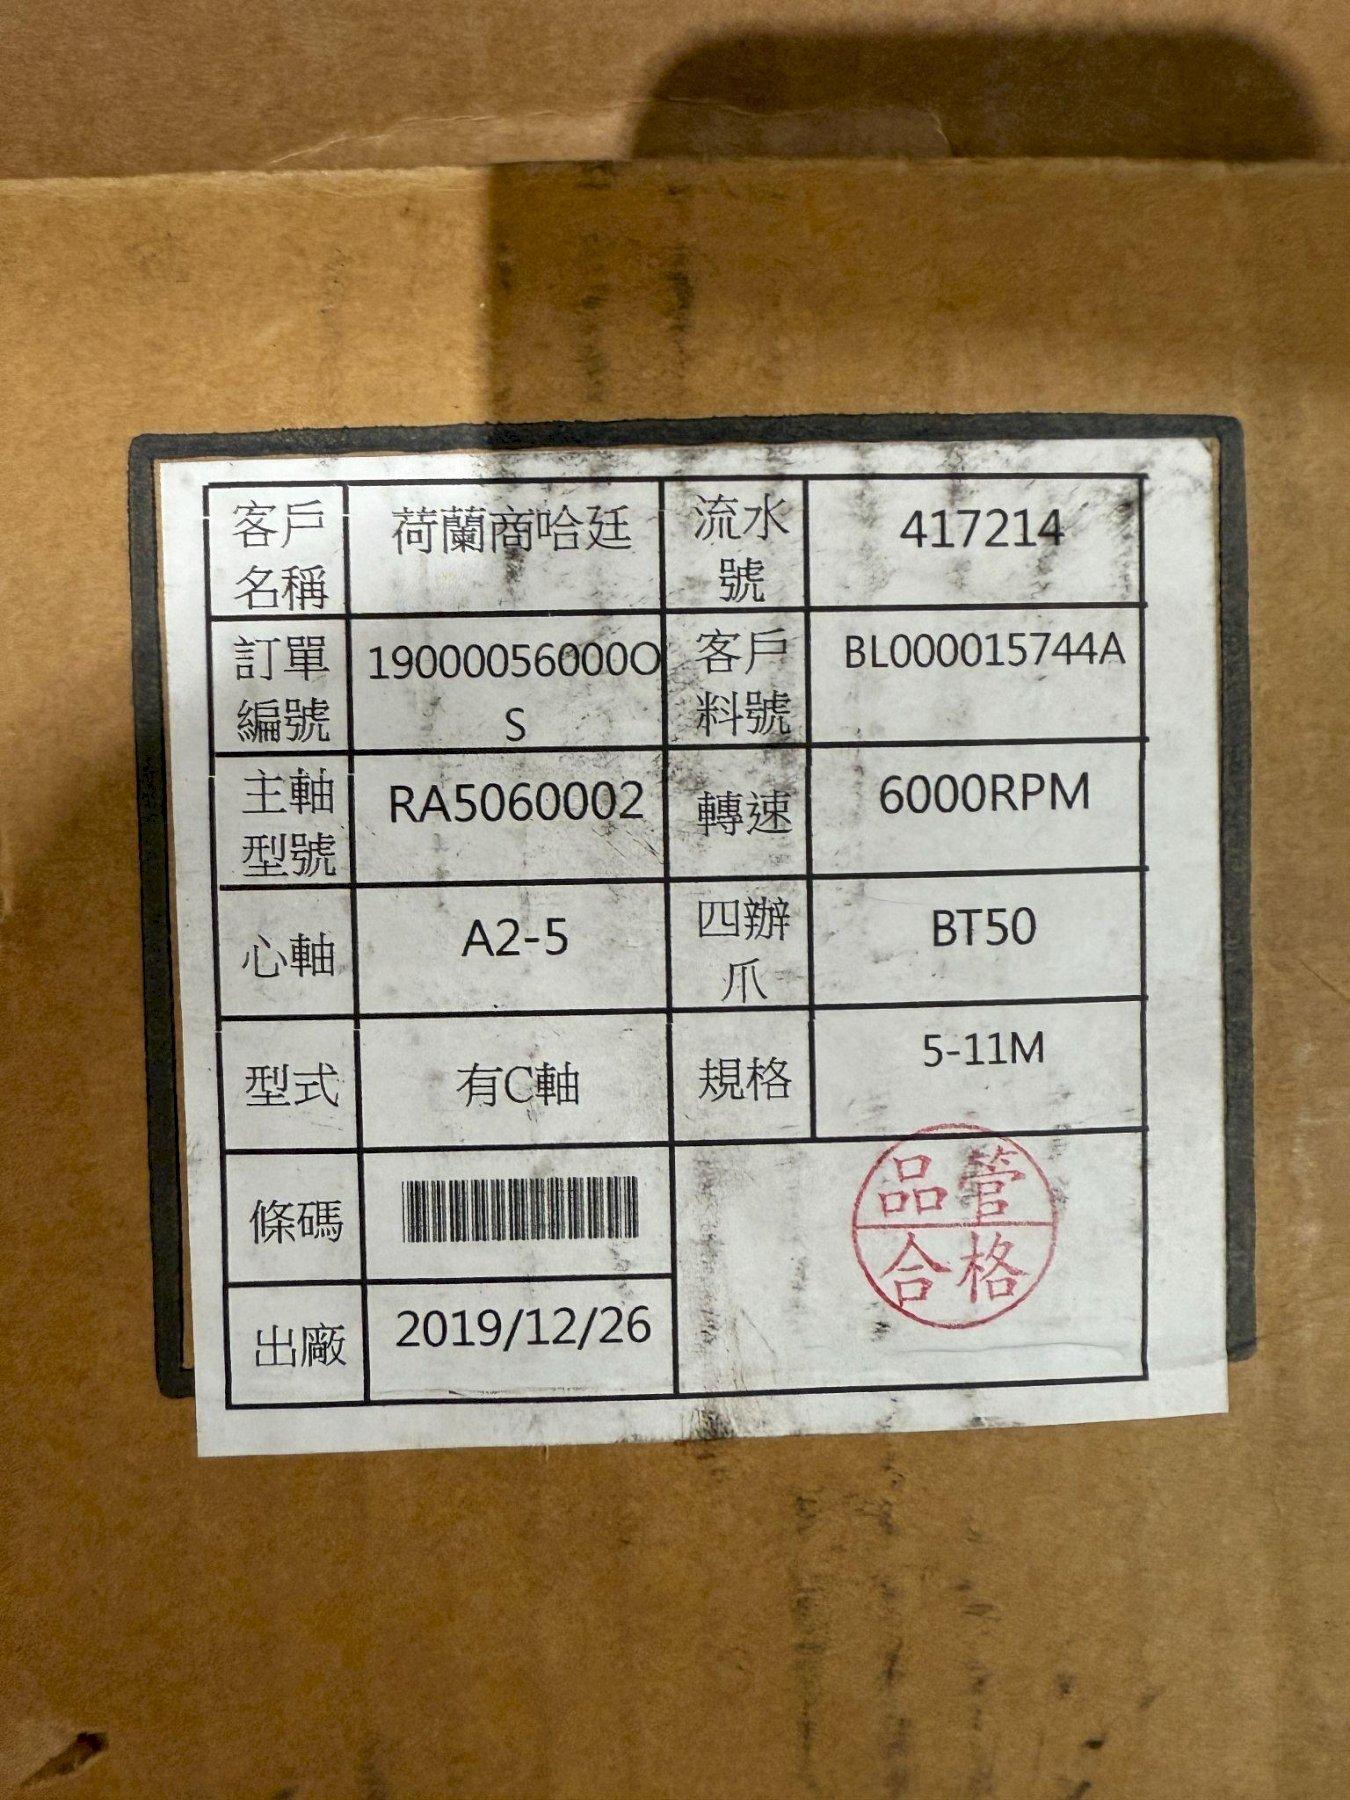 客戶名稱 荷蘭商哈廷 流水號 417214
訂單編號 19000056000OS 客戶料號 BL000015744A
主軸型號 RA5060002 轉速 6000RPM
心軸 A2-5 四辦爪 BT50
型式 有C軸 規格 5-11M
條碼
出廠 2019/12/26
品管
合格